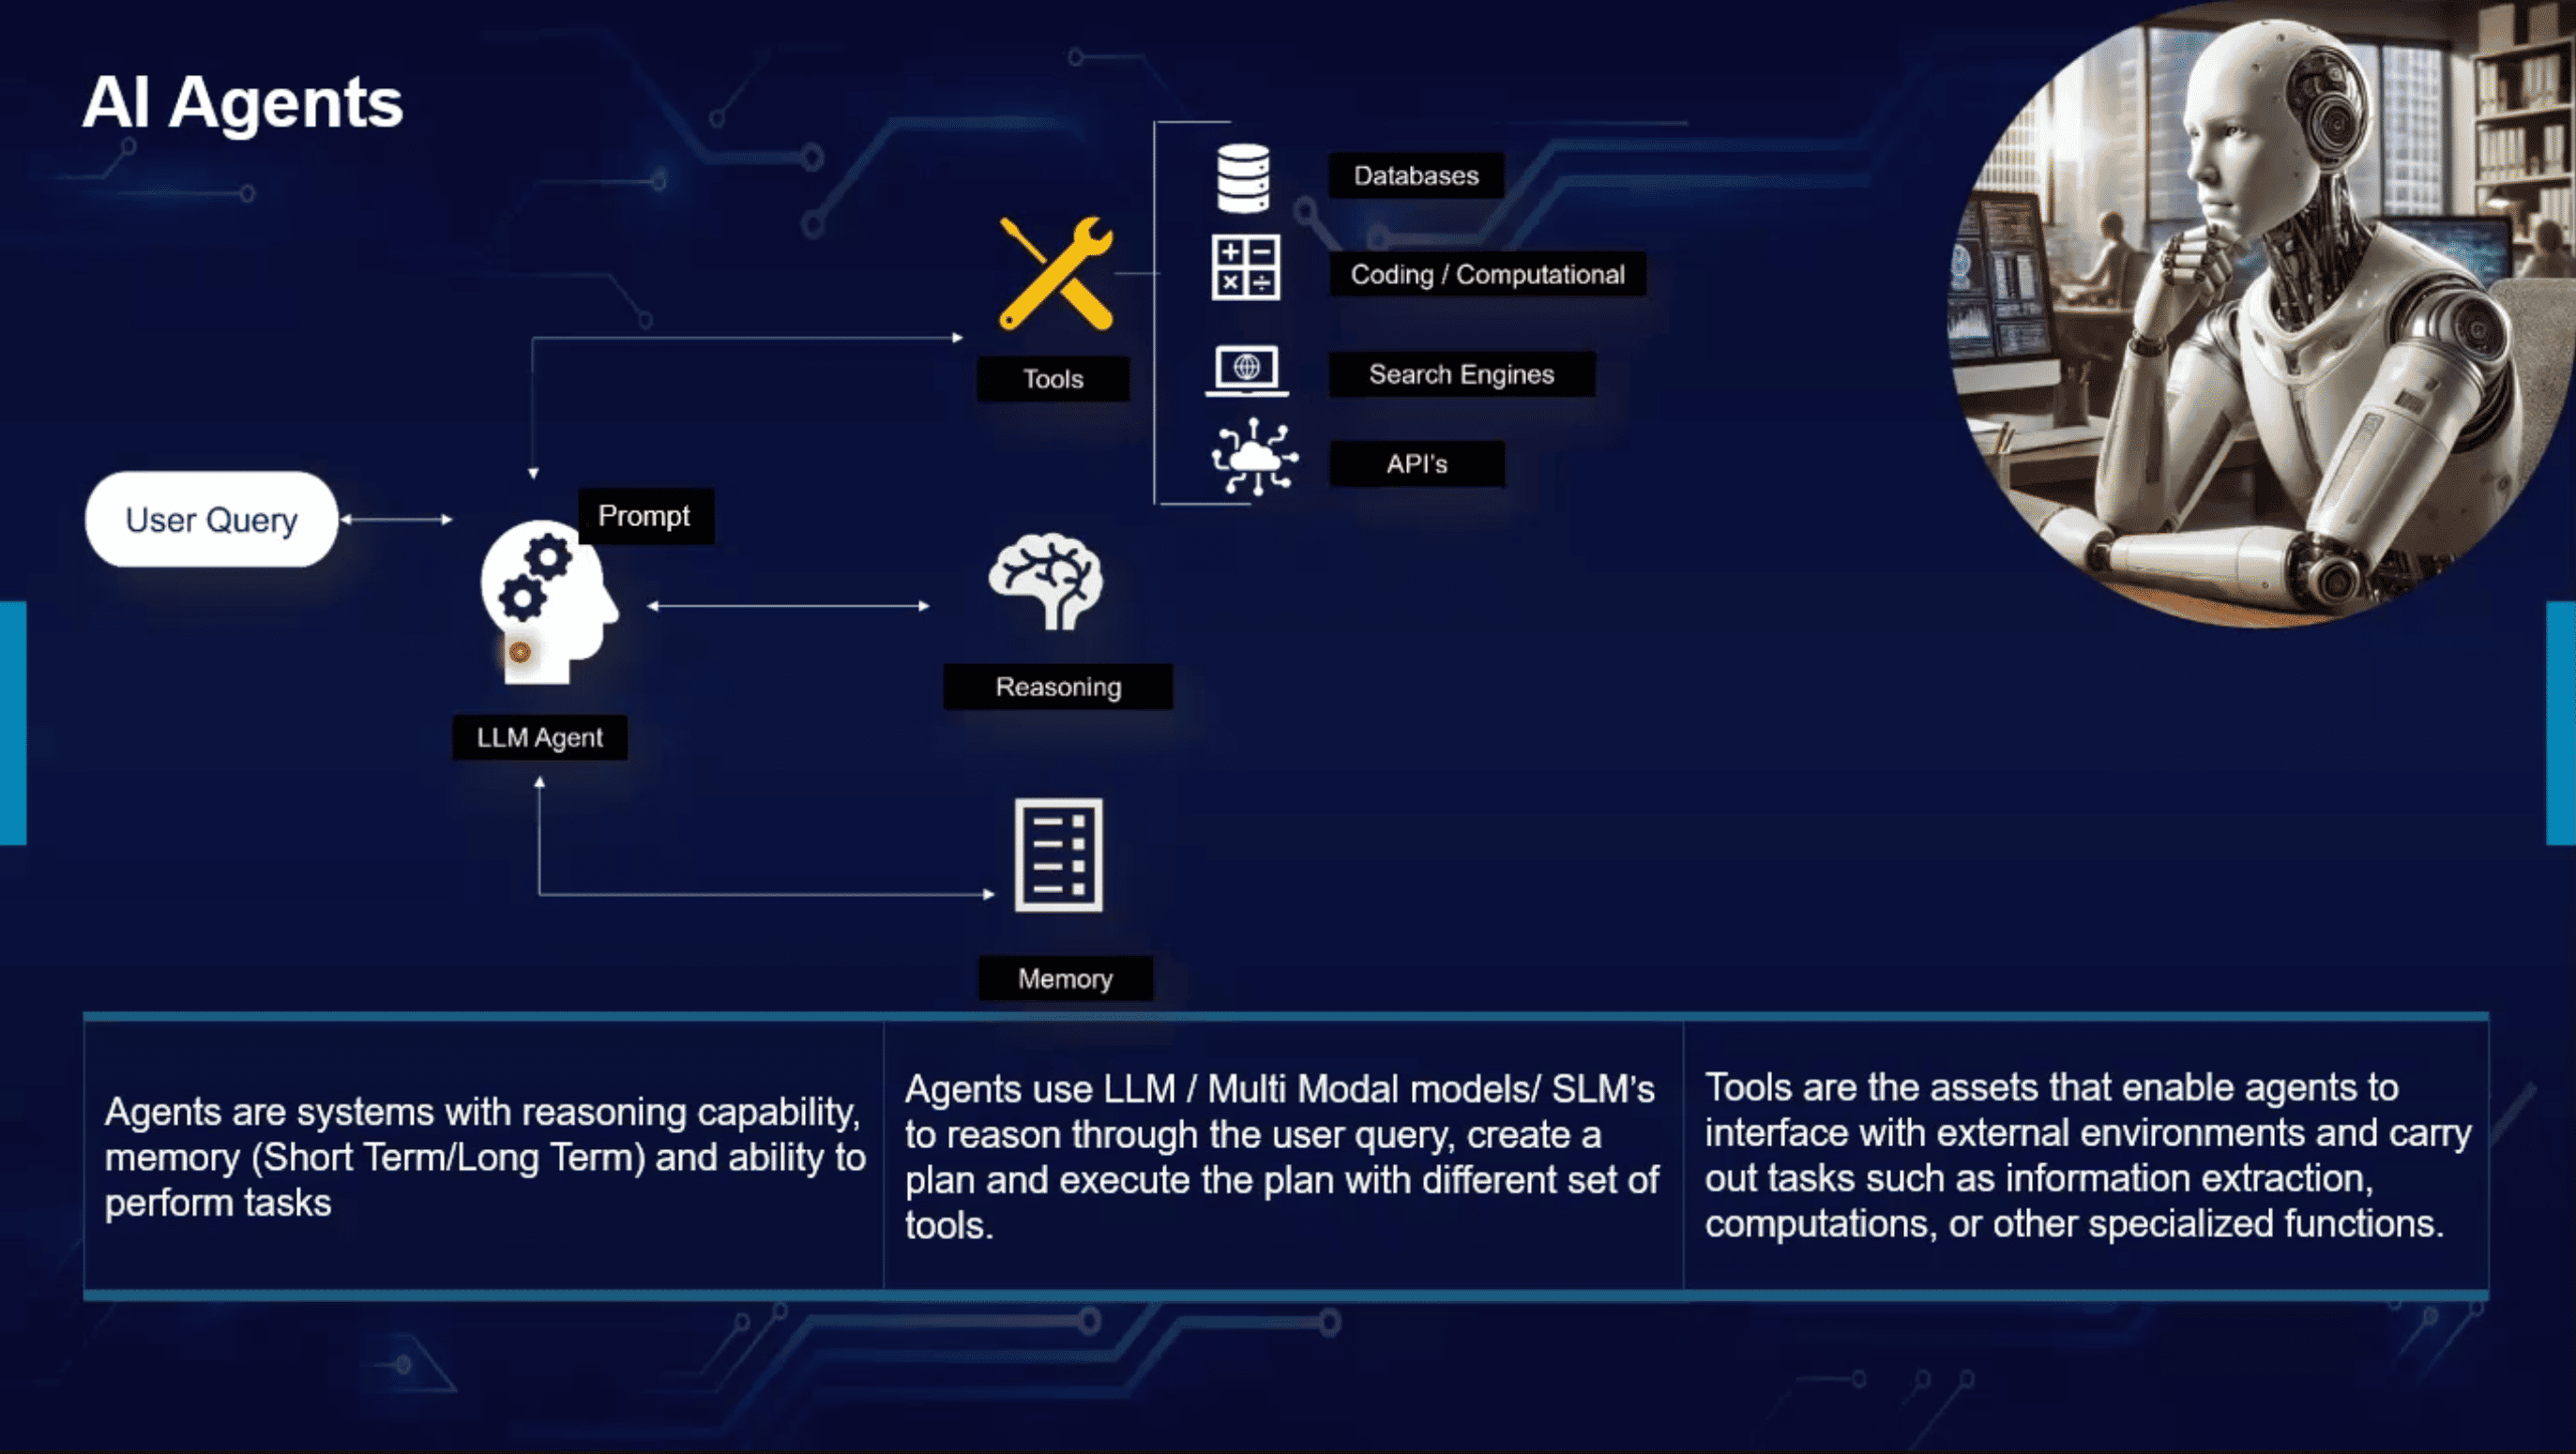 AI Agents
Databases
Coding / Computational
Search Engines
API's
Tools
User Query
Prompt
LLM Agent
Reasoning
Memory
Agents are systems with reasoning capability,
memory (Short Term/Long Term) and ability to
perform tasks
Agents use LLM / Multi Modal models/ SLM's
to reason through the user query, create a
plan and execute the plan with different set of
tools.
Tools are the assets that enable agents to
interface with external environments and carry
out tasks such as information extraction,
computations, or other specialized functions.